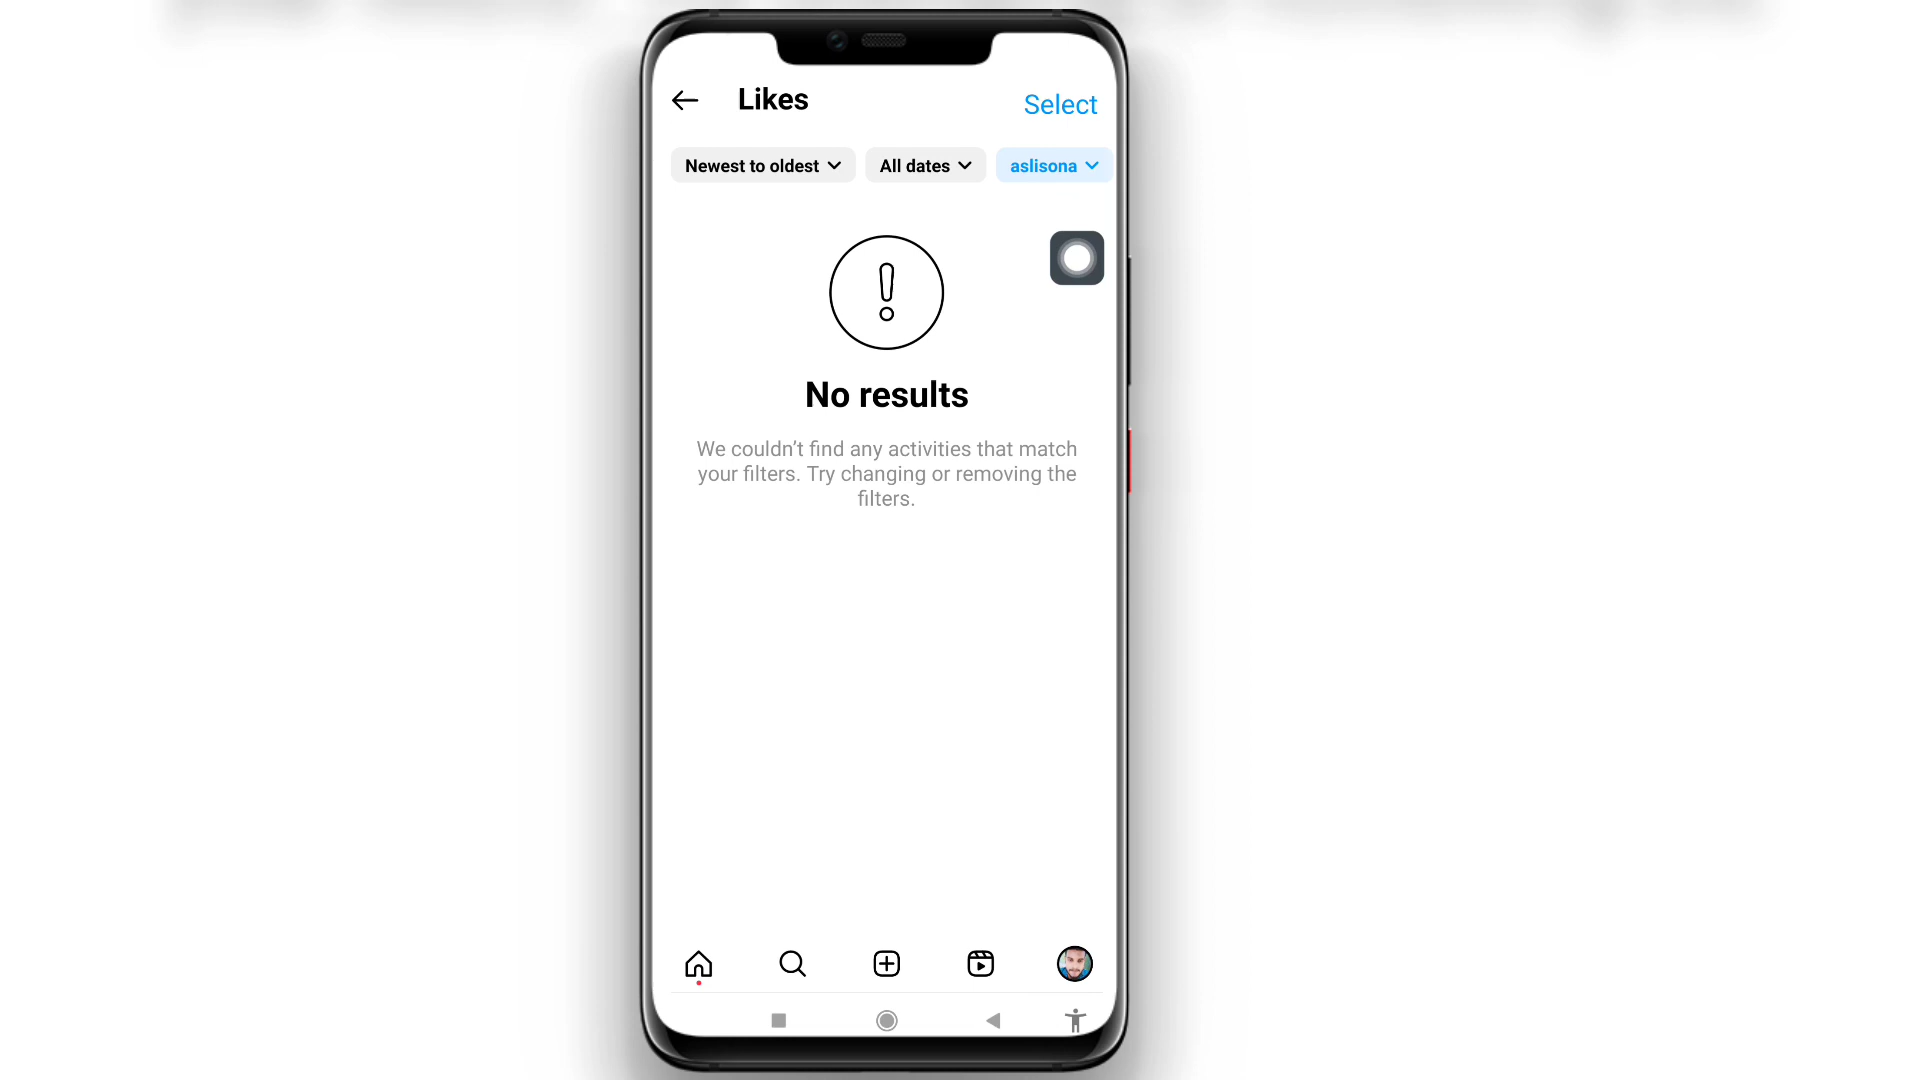 Likes
Select
Newest to oldest
All dates
aslisona
No results
We couldn’t find any activities that match
your filters. Try changing or removing the
filters.